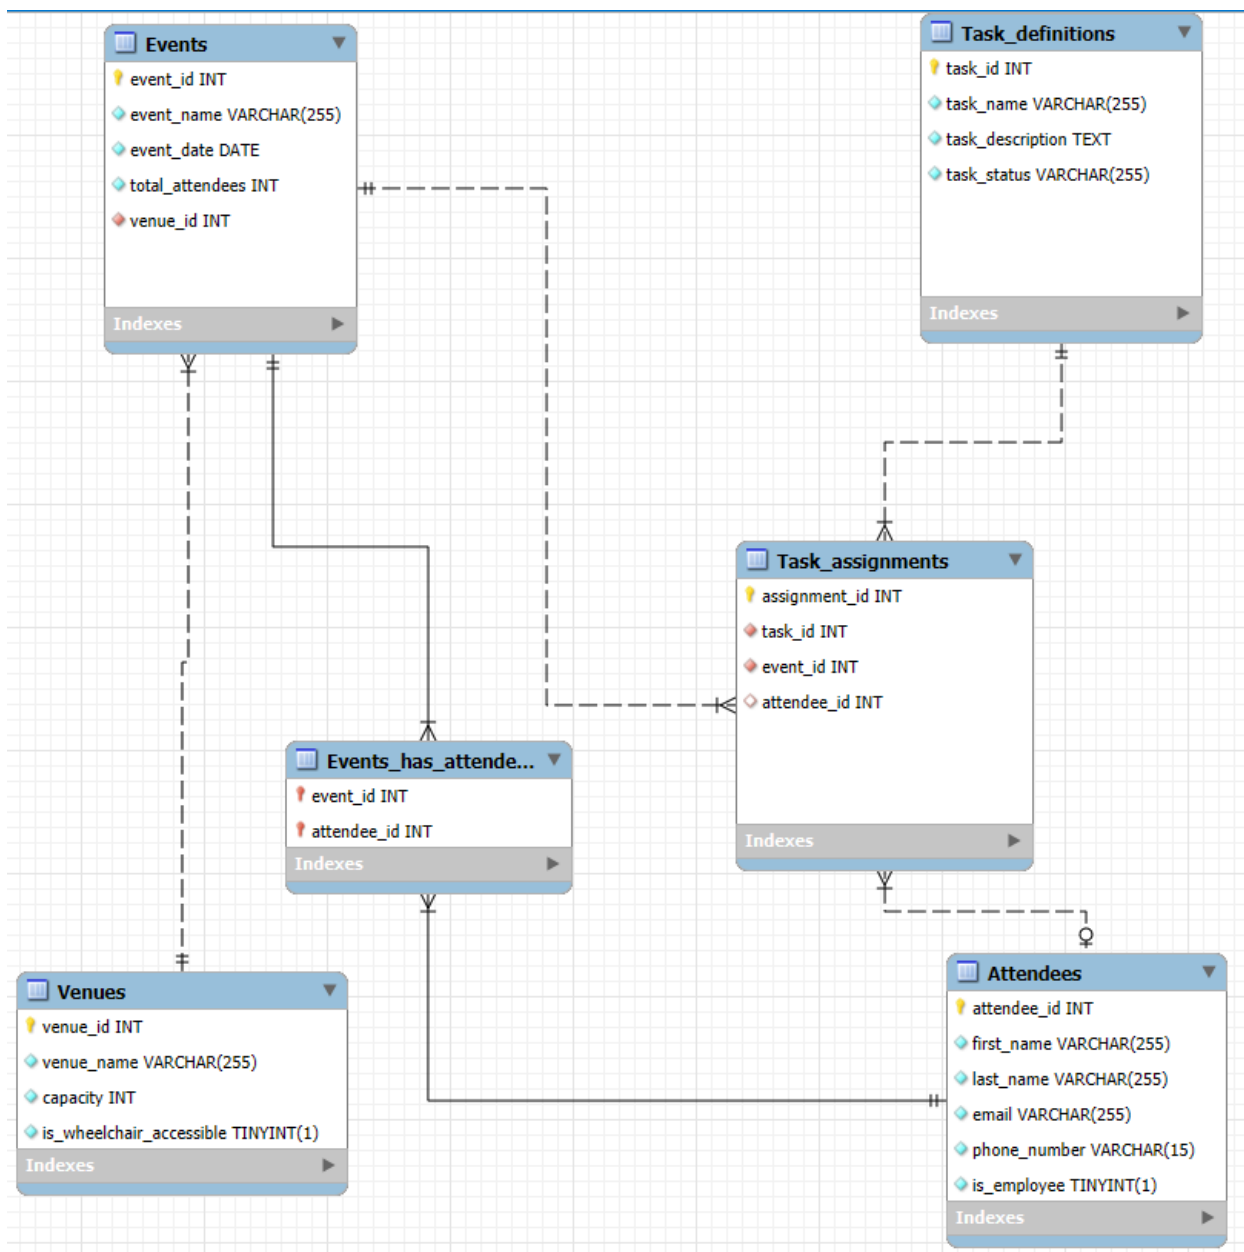 Events
event_id INT
event_name VARCHAR(255)
event_date DATE
total_attendees INT
venue_id INT
Indexes
Task_definitions
task_id INT
task_name VARCHAR(255)
task_description TEXT
task_status VARCHAR(255)
Indexes
Task_assignments
assignment_id INT
task_id INT
event_id INT
attendee_id INT
Indexes
Events_has_attende...
event_id INT
attendee_id INT
Indexes
Venues
venue_id INT
venue_name VARCHAR(255)
capacity INT
is_wheelchair_accessible TINYINT(1)
Indexes
Attendees
attendee_id INT
first_name VARCHAR(255)
last_name VARCHAR(255)
email VARCHAR(255)
phone_number VARCHAR(15)
is_employee TINYINT(1)
Indexes